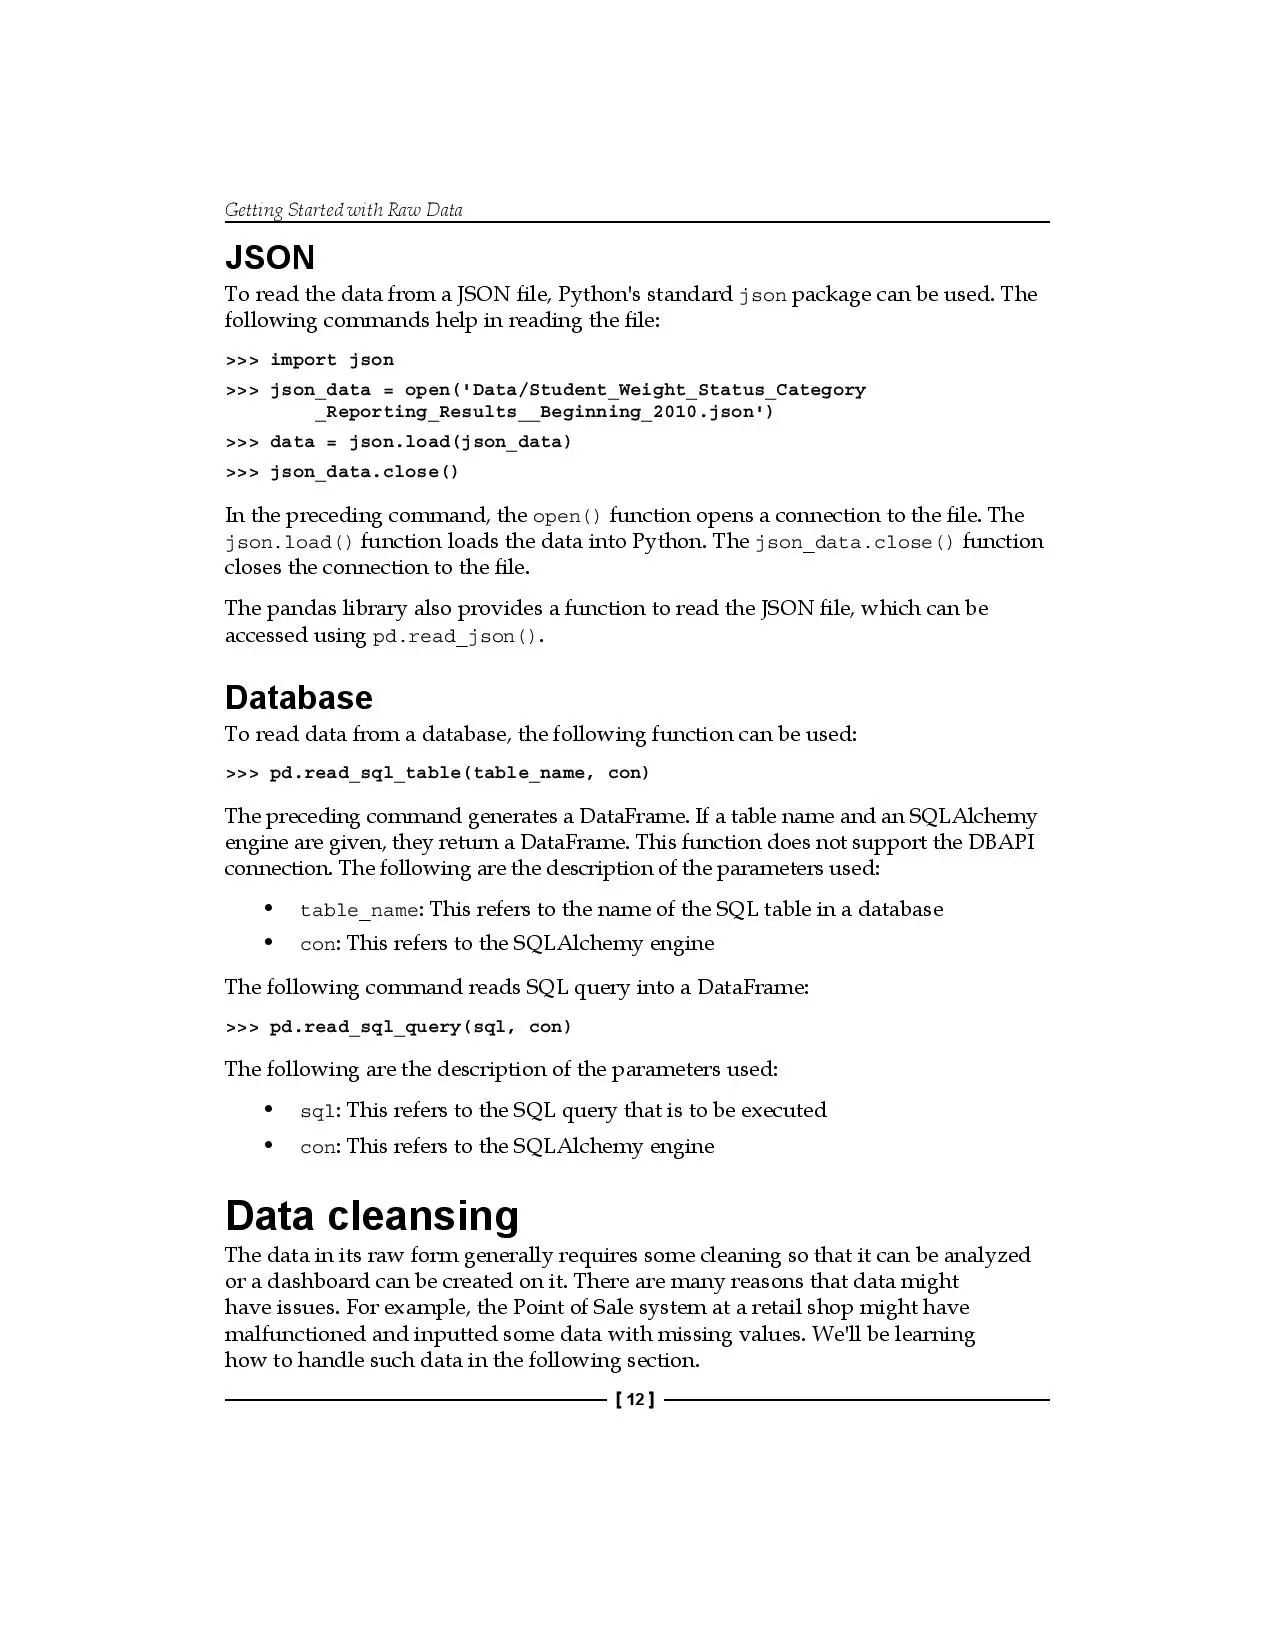 Getting Started with Raw Data
JSON
To read the data from a JSON file, Python's standard json package can be used. The
following commands help in reading the file:
>>> import json
>>> json_data = open('Data/Student_Weight_Status_Category
_Reporting_Results__Beginning_2010.json')
>>> data = json.load(json_data)
>>> json_data.close()
In the preceding command, the open() function opens a connection to the file. The
json.load() function loads the data into Python. The json_data.close() function
closes the connection to the file.
The pandas library also provides a function to read the JSON file, which can be
accessed using pd.read_json().
Database
To read data from a database, the following function can be used:
>>> pd.read_sql_table(table_name, con)
The preceding command generates a DataFrame. If a table name and an SQLAlchemy
engine are given, they return a DataFrame. This function does not support the DBAPI
connection. The following are the description of the parameters used:
• table_name: This refers to the name of the SQL table in a database
• con: This refers to the SQLAlchemy engine
The following command reads SQL query into a DataFrame:
>>> pd.read_sql_query(sql, con)
The following are the description of the parameters used:
• sql: This refers to the SQL query that is to be executed
• con: This refers to the SQLAlchemy engine
Data cleansing
The data in its raw form generally requires some cleaning so that it can be analyzed
or a dashboard can be created on it. There are many reasons that data might
have issues. For example, the Point of Sale system at a retail shop might have
malfunctioned and inputted some data with missing values. We'll be learning
how to handle such data in the following section.
[ 12 ]